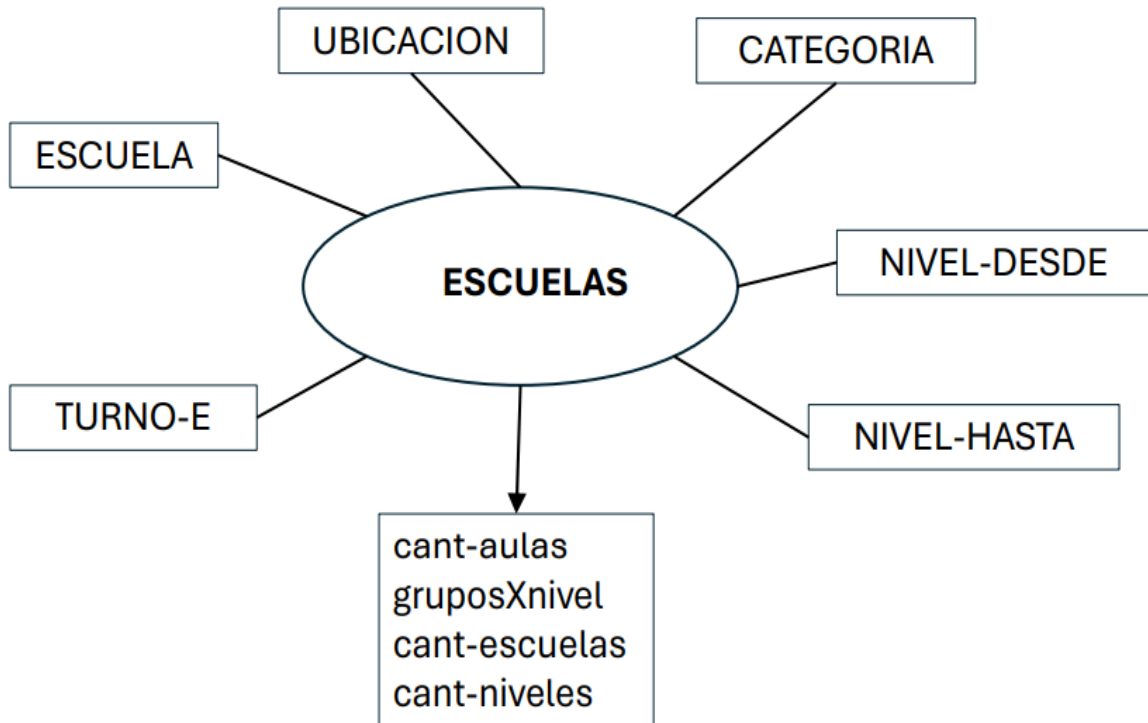 UBICACION
CATEGORIA
ESCUELA
NIVEL-DESDE
ESCUELAS
TURNO-E
NIVEL-HASTA
cant-aulas
gruposXnivel
cant-escuelas
cant-niveles